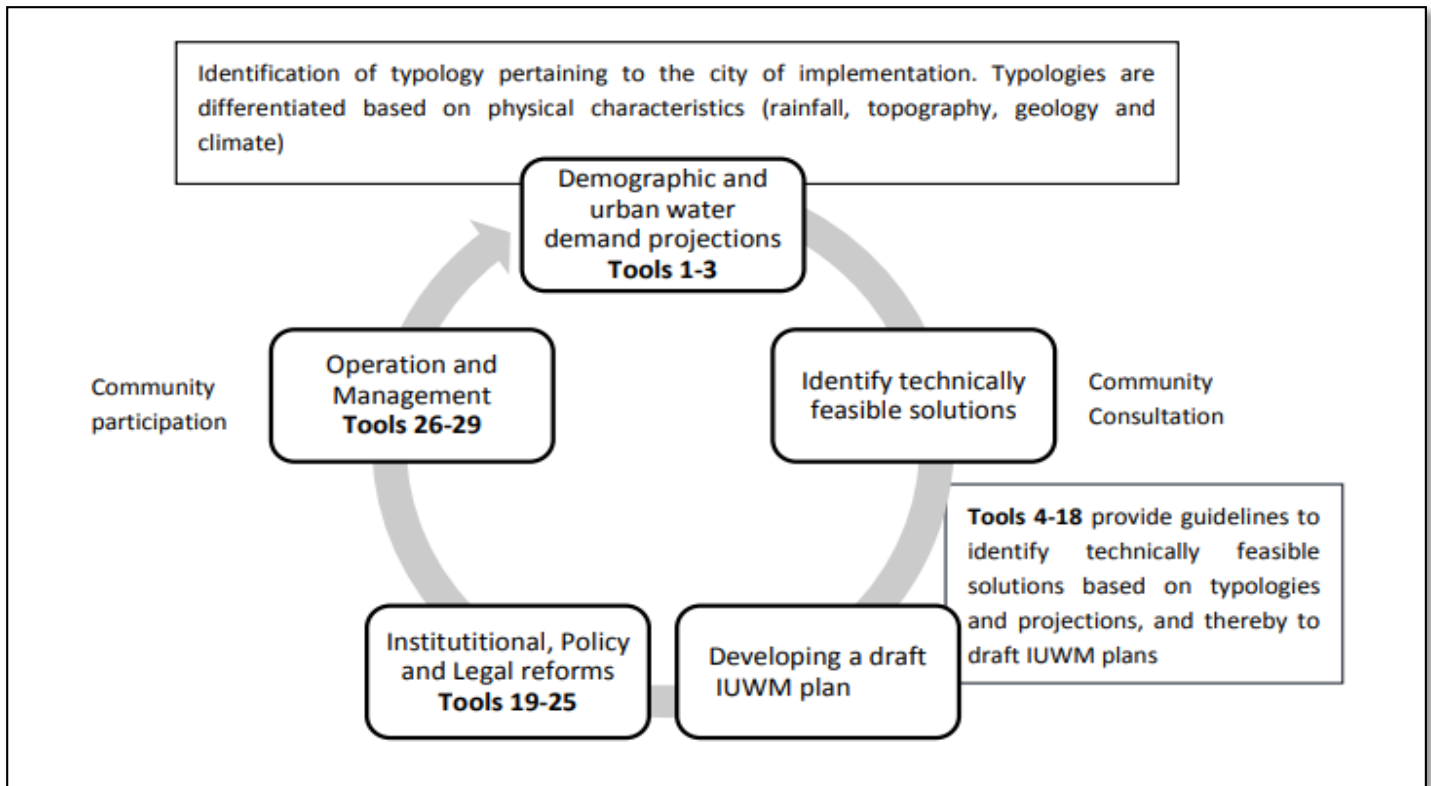 Identification of typology pertaining to the city of implementation. Typologies are
differentiated based on physical characteristics (rainfall, topography, geology and
climate)
Demographic and
urban water
demand projections
Tools 1-3
Identify technically
feasible solutions
Community
Consultation
Tools 4-18 provide guidelines to
identify technically feasible
solutions based on typologies
and projections, and thereby to
draft IUWM plans
Developing a draft
IUWM plan
Institutitional, Policy
and Legal reforms
Tools 19-25
Operation and
Management
Tools 26-29
Community
participation